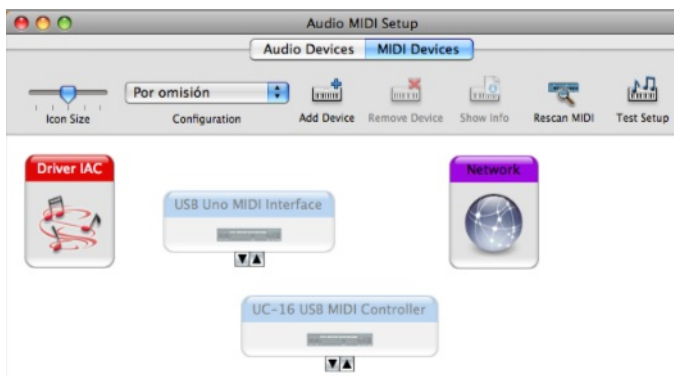 Audio MIDI Setup
Audio Devices MIDI Devices
Por omisión
Icon Size Configuration Add Device Remove Device Show Info Rescan MIDI Test Setup
Driver IAC
Network
USB Uno MIDI Interface
UC-16 USB MIDI Controller